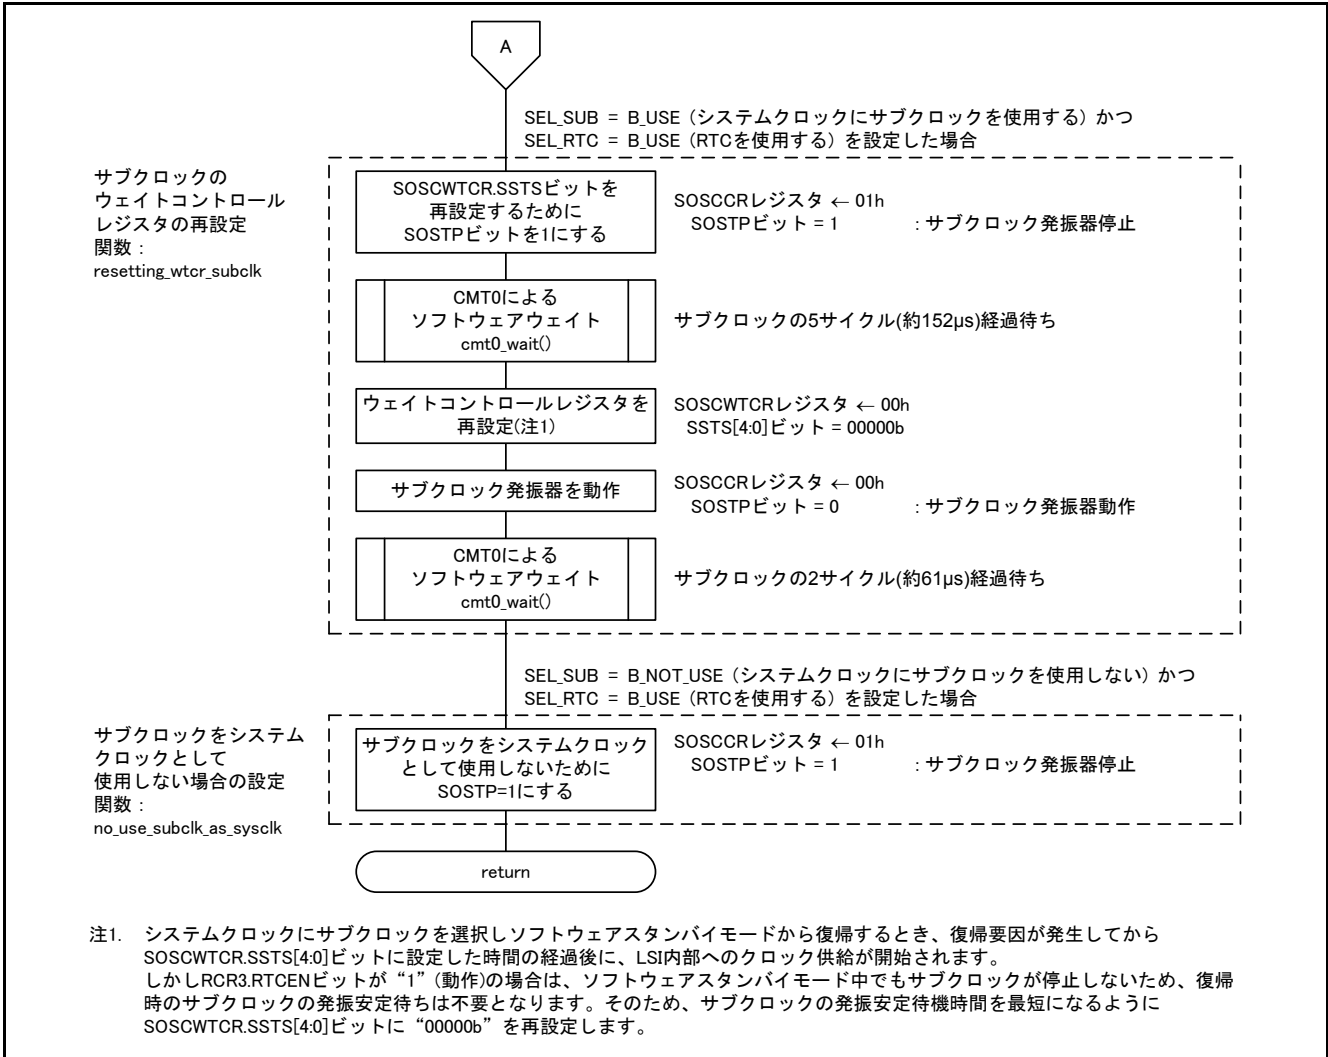 A
SEL_SUB = B_USE（システムクロックにサブクロックを使用する）かつ
SEL_RTC = B_USE（RTCを使用する）を設定した場合
サブクロックの
ウェイトコントロール
レジスタの再設定
関数：
resetting_wtcr_subclk
SOSCWTCR.SSTSビットを
再設定するために
SOSTPビットを1にする
SOSCCRレジスタ ← 01h
SOSTPビット = 1 : サブクロック発振器停止
CMT0による
ソフトウェアウェイト
cmt0_wait()
サブクロックの5サイクル(約152µs)経過待ち
ウェイトコントロールレジスタを
再設定(注1)
SOSCWTCRレジスタ ← 00h
SSTS[4:0]ビット = 00000b
サブクロック発振器を動作
SOSCCRレジスタ ← 00h
SOSTPビット = 0 : サブクロック発振器動作
CMT0による
ソフトウェアウェイト
cmt0_wait()
サブクロックの2サイクル(約61µs)経過待ち
SEL_SUB = B_NOT_USE（システムクロックにサブクロックを使用しない）かつ
SEL_RTC = B_USE（RTCを使用する）を設定した場合
サブクロックをシステム
クロックとして
使用しない場合の設定
関数：
no_use_subclk_as_sysclk
サブクロックをシステムクロック
として使用しないために
SOSTP=1にする
SOSCCRレジスタ ← 01h
SOSTPビット = 1 : サブクロック発振器停止
return
注1. システムクロックにサブクロックを選択しソフトウェアスタンバイモードから復帰するとき、復帰要因が発生してから
SOSCWTCR.SSTS[4:0]ビットに設定した時間の経過後に、LSI内部へのクロック供給が開始されます。
しかしRCR3.RTCENビットが“1”(動作)の場合は、ソフトウェアスタンバイモード中でもサブクロックが停止しないため、復帰
時のサブクロックの発振安定待ちは不要となります。そのため、サブクロックの発振安定待機時間を最短になるように
SOSCWTCR.SSTS[4:0]ビットに“00000b”を再設定します。